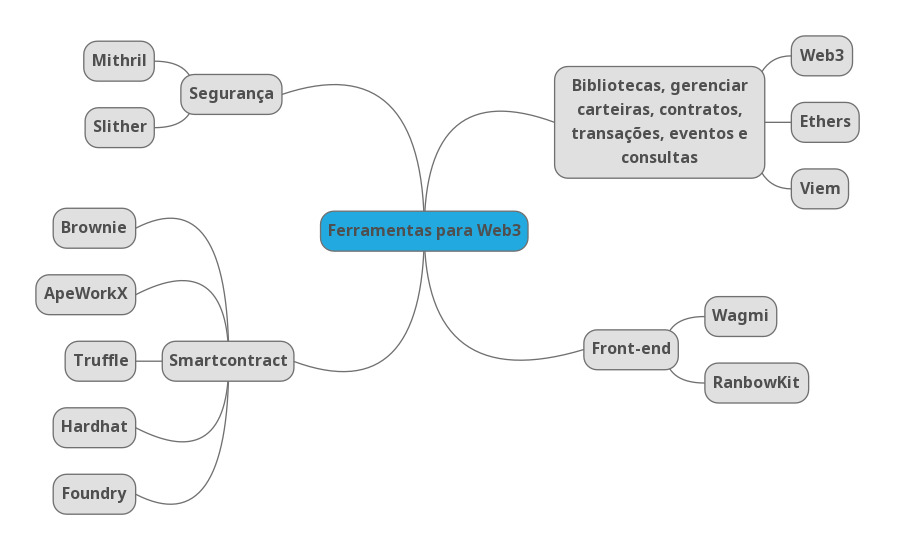 Ferramentas para Web3
Bibliotecas, gerenciar
carteiras, contratos,
transações, eventos e
consultas
Web3
Ethers
Viem
Front-end
Wagmi
RanbowKit
Segurança
Mithril
Slither
Smartcontract
Brownie
ApeWorkX
Truffle
Hardhat
Foundry